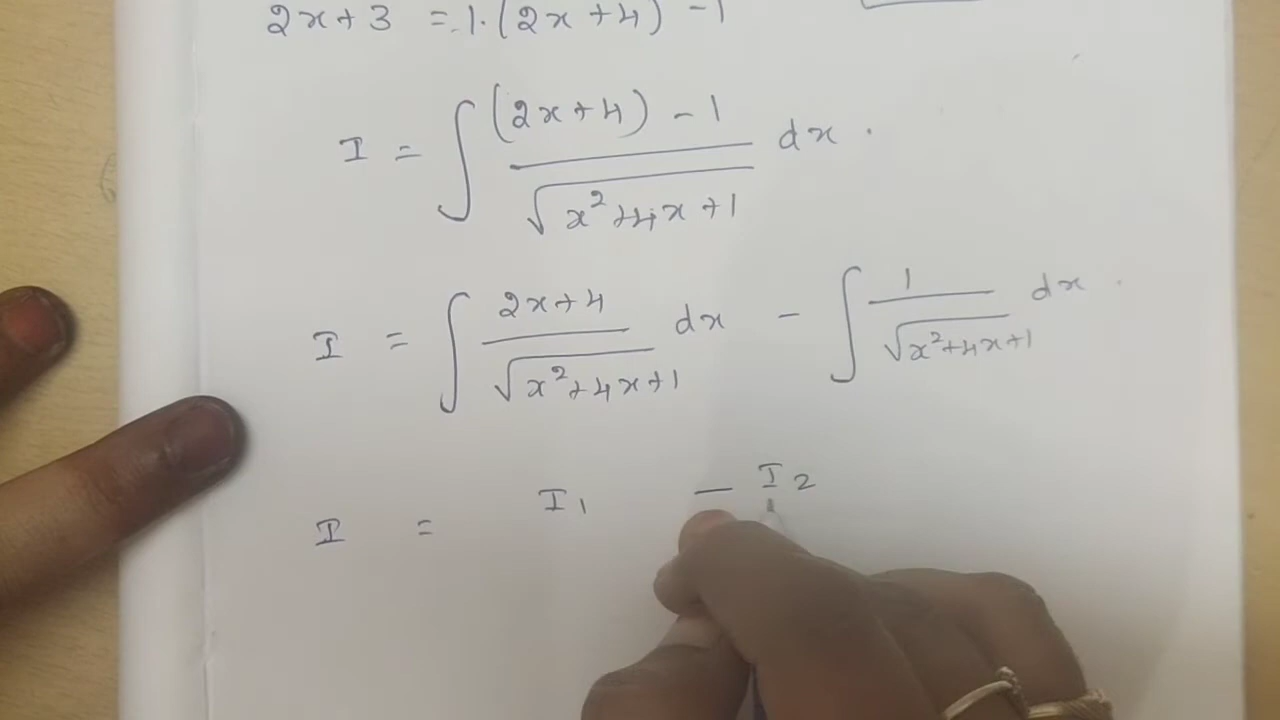 2x+3 = 1.(2x+4) -1
I = ∫ (2x+4) -1 / √x²+4x+1 dx.
I = ∫ 2x+4 / √x²+4x+1 dx - ∫ 1 / √x²+4x+1 dx.
I = I₁ - I₂